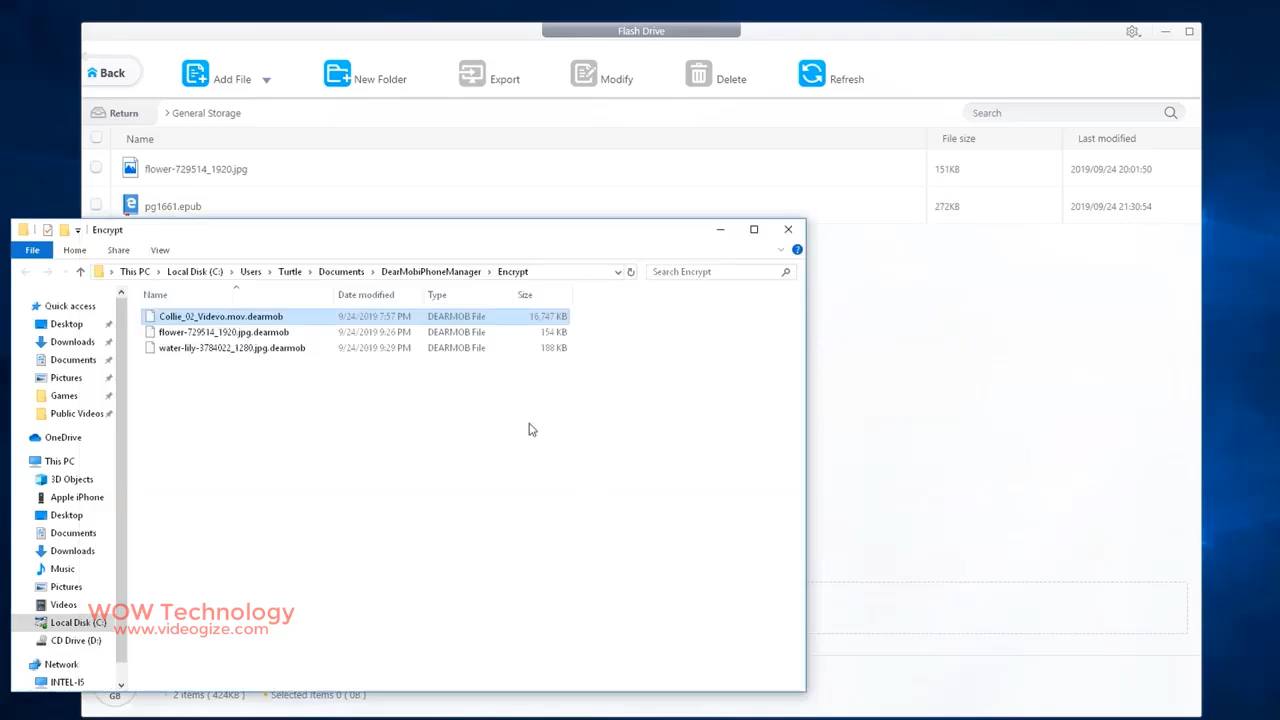 Flash Drive
Back
Add File
New Folder
Export
Modify
Delete
Refresh
Return
> General Storage
Search
Name
File size
Last modified
flower-729514_1920.jpg
151KB
2019/09/24 20:01:50
pg1661.epub
272KB
2019/09/24 21:30:54
Encrypt
File
Home
Share
View
This PC > Local Disk (C:) > Users > Turtle > Documents > DearMobiPhoneManager > Encrypt
Search Encrypt
Name
Date modified
Type
Size
Collie_02_Videvo.mov.dearmob
9/24/2019 7:57 PM
DEARMOB File
16,747 KB
flower-729514_1920.jpg.dearmob
9/24/2019 9:26 PM
DEARMOB File
154 KB
water-lily-3784022_1280.jpg.dearmob
9/24/2019 9:29 PM
DEARMOB File
188 KB
Quick access
Desktop
Downloads
Documents
Pictures
Games
Public Videos
OneDrive
This PC
3D Objects
Apple iPhone
Desktop
Documents
Downloads
Music
Pictures
Videos
Local Disk (C:)
CD Drive (D:)
Network
INTEL-I5
WOW Technology
www.videogize.com
GB
2 items ( 424KB )
Selected items 0 ( 0B )